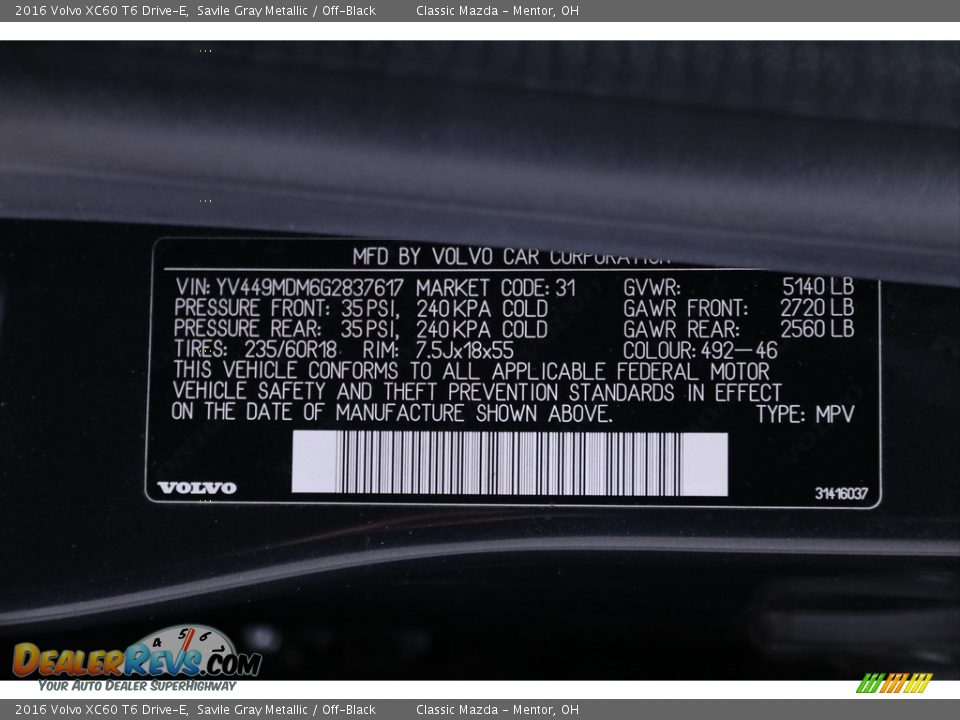 2016 Volvo XC60 T6 Drive-E, Savile Gray Metallic / Off-Black Classic Mazda - Mentor, OH
MFD BY VOLVO CAR CORPORATION
VIN: YV449MDM6G2837617 MARKET CODE: 31 GVWR: 5140 LB
PRESSURE FRONT: 35 PSI, 240 KPA COLD GAWR FRONT: 2720 LB
PRESSURE REAR: 35 PSI, 240 KPA COLD GAWR REAR: 2560 LB
TIRES: 235/60R18 RIM: 7.5Jx18x55 COLOUR: 492-46
THIS VEHICLE CONFORMS TO ALL APPLICABLE FEDERAL MOTOR
VEHICLE SAFETY AND THEFT PREVENTION STANDARDS IN EFFECT
ON THE DATE OF MANUFACTURE SHOWN ABOVE. TYPE: MPV
VOLVO 31416037
4 5 6 7
DealerRevs.com
Your Auto Dealer SuperHighway
2016 Volvo XC60 T6 Drive-E, Savile Gray Metallic / Off-Black Classic Mazda - Mentor, OH